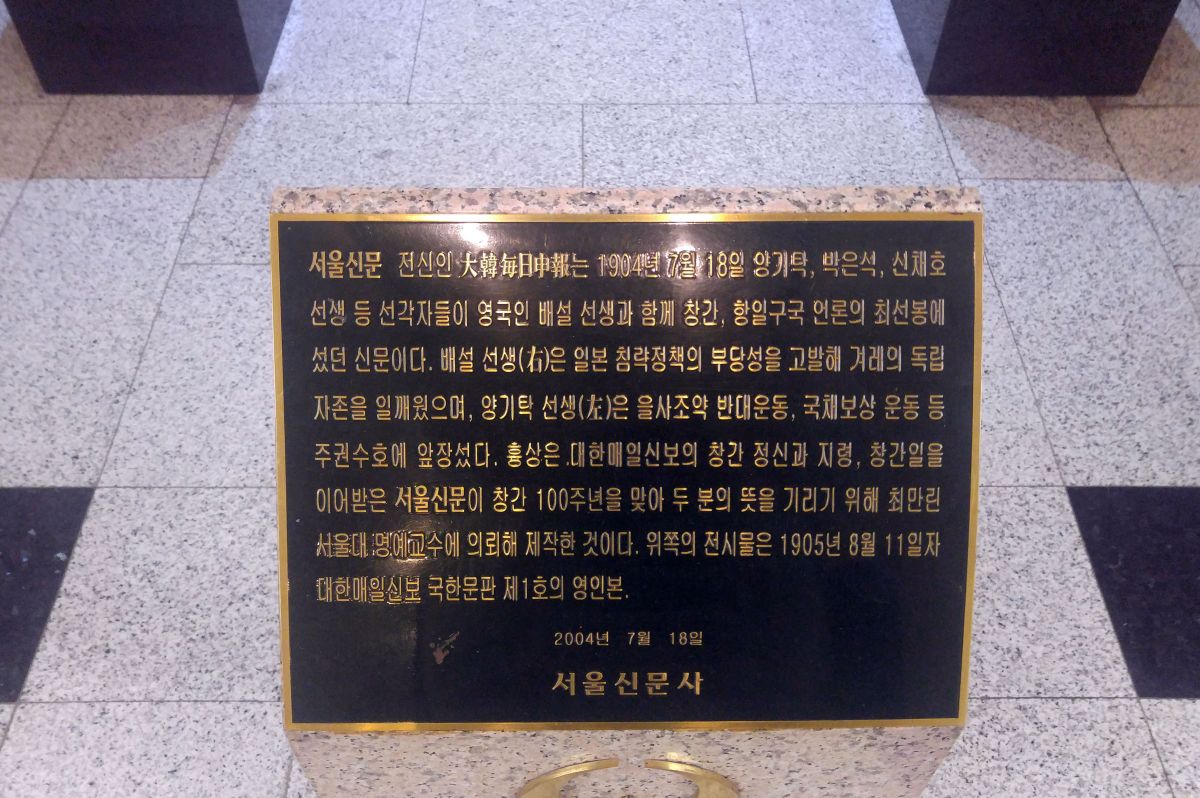 서울신문 전신인 大韓每日申報는 1904년 7월 18일 양기탁, 박은석, 신채호
선생 등 선각자들이 영국인 배설 선생과 함께 창간, 항일구국 언론의 최선봉에
섰던 신문이다. 배설 선생(右)은 일본 침략정책의 부당성을 고발해 겨레의 독립
자존을 일깨웠으며, 양기탁 선생(左)은 을사조약 반대운동, 국채보상 운동 등
주권수호에 앞장섰다. 흉상은 대한매일신보의 창간 정신과 지령, 창간일을
이어받은 서울신문이 창간 100주년을 맞아 두 분의 뜻을 기리기 위해 최만린
서울대 명예교수에 의뢰해 제작한 것이다. 위쪽의 전시물은 1905년 8월 11일자
대한매일신보 국한문판 제1호의 영인본.
2004년 7월 18일
서울신문사